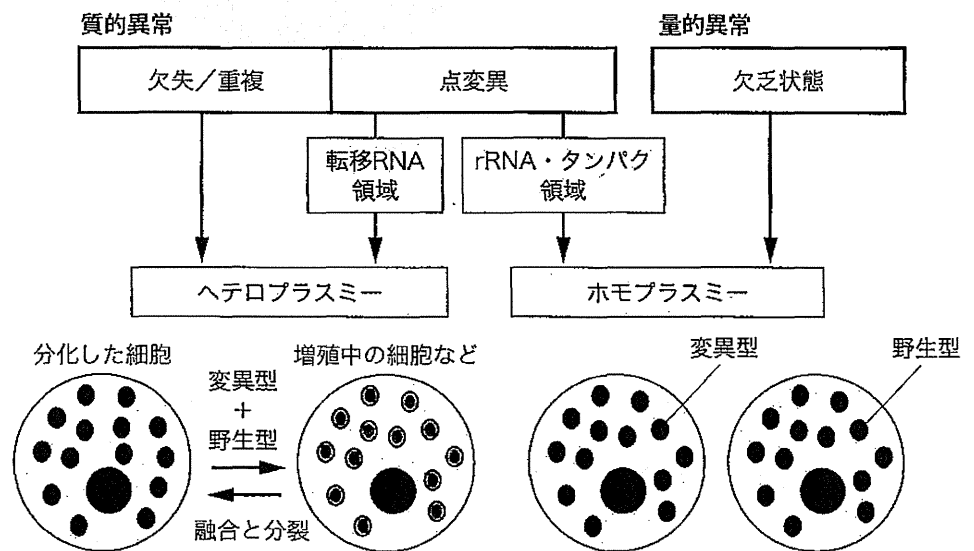 質的異常
量的異常
欠失／重複
点変異
欠乏状態
転移RNA
領域
rRNA・タンパク
領域
ヘテロプラスミー
ホモプラスミー
分化した細胞
変異型
+
野生型
融合と分裂
増殖中の細胞など
変異型
野生型